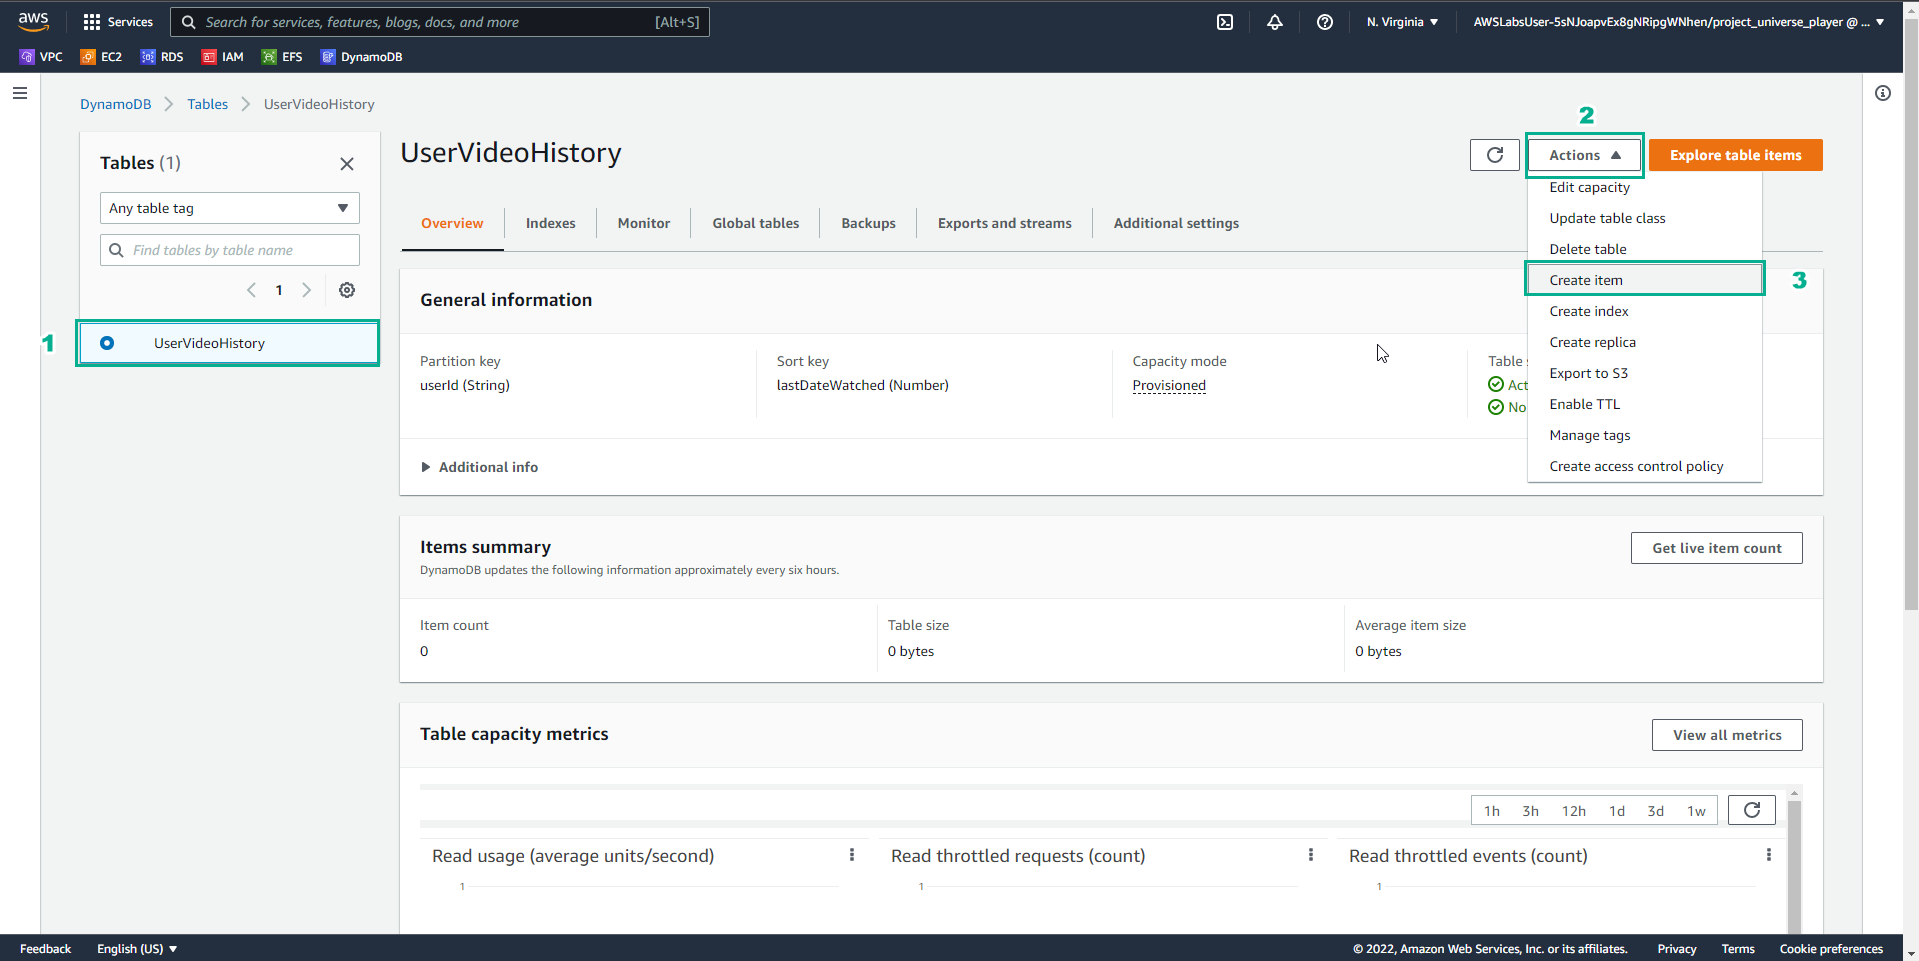 aws
Services
Search for services, features, blogs, docs, and more
[Alt+S]
N. Virginia
AWSLabsUser-5sNJoapvEx8gNRipgWNhen/project_universe_player @ ...
VPC
EC2
RDS
IAM
EFS
DynamoDB
DynamoDB
Tables
UserVideoHistory
Tables (1)
Any table tag
Find tables by table name
1
1
UserVideoHistory
UserVideoHistory
2
Actions
Explore table items
Edit capacity
Update table class
Delete table
Create item
3
Create index
Create replica
Export to S3
Enable TTL
Manage tags
Create access control policy
Overview
Indexes
Monitor
Global tables
Backups
Exports and streams
Additional settings
General information
Partition key
userId (String)
Sort key
lastDateWatched (Number)
Capacity mode
Provisioned
Table
Act
No
Additional info
Items summary
DynamoDB updates the following information approximately every six hours.
Get live item count
Item count
0
Table size
0 bytes
Average item size
0 bytes
Table capacity metrics
View all metrics
1h
3h
12h
1d
3d
1w
Read usage (average units/second)
1
Read throttled requests (count)
1
Read throttled events (count)
1
Feedback
English (US)
© 2022, Amazon Web Services, Inc. or its affiliates.
Privacy
Terms
Cookie preferences